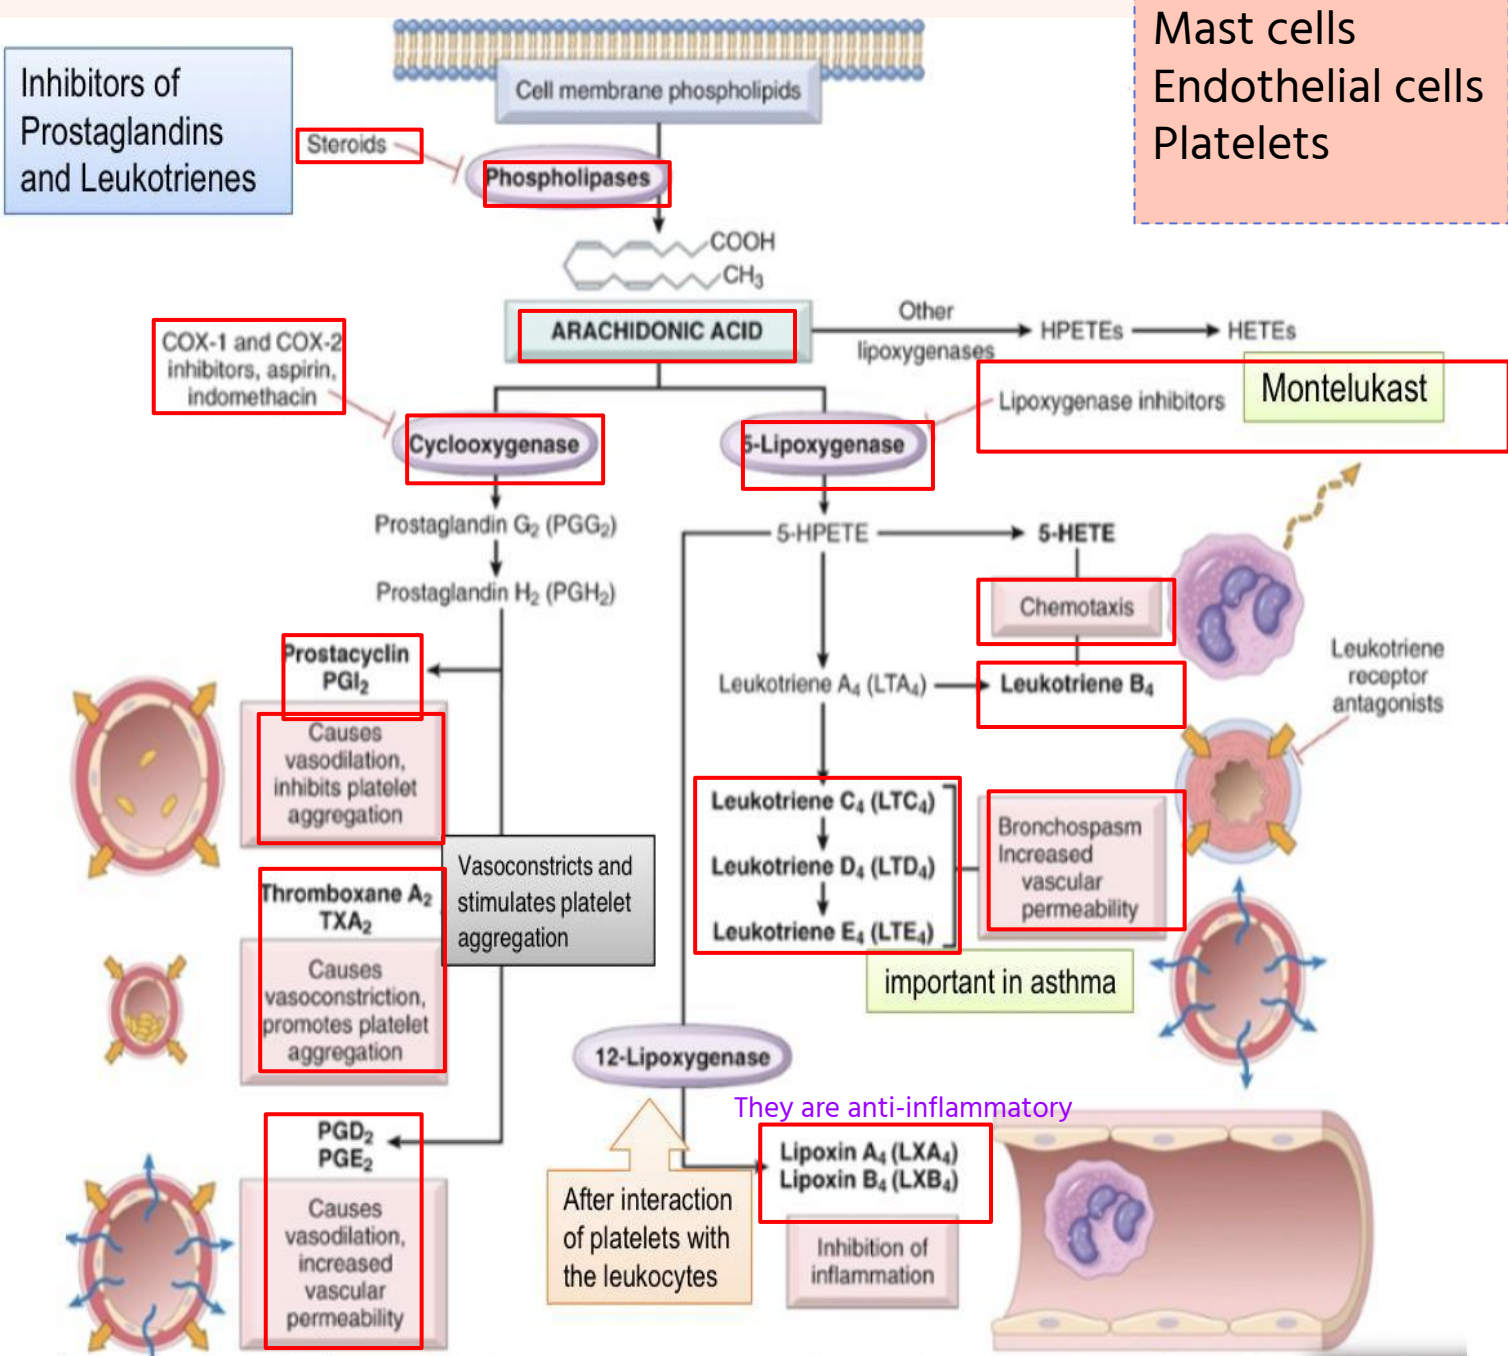 Mast cells
Endothelial cells
Platelets
Inhibitors of
Prostaglandins
and Leukotrienes
Cell membrane phospholipids
Steroids
Phospholipases
COOH
CH₃
ARACHIDONIC ACID
Other
lipoxygenases
HPETEs
HETEs
COX-1 and COX-2
inhibitors, aspirin,
indomethacin
Lipoxygenase inhibitors
Montelukast
Cyclooxygenase
5-Lipoxygenase
Prostaglandin G₂ (PGG₂)
5-HPETE
5-HETE
Prostaglandin H₂ (PGH₂)
Chemotaxis
Prostacyclin
PGI₂
Leukotriene A₄ (LTA₄)
Leukotriene B₄
Leukotriene
receptor
antagonists
Causes
vasodilation,
inhibits platelet
aggregation
Leukotriene C₄ (LTC₄)
Leukotriene D₄ (LTD₄)
Leukotriene E₄ (LTE₄)
Bronchospasm
Increased
vascular
permeability
Vasoconstricts and
stimulates platelet
aggregation
Thromboxane A₂
TXA₂
Causes
vasoconstriction,
promotes platelet
aggregation
important in asthma
12-Lipoxygenase
They are anti-inflammatory
PGD₂
PGE₂
Causes
vasodilation,
increased
vascular
permeability
After interaction
of platelets with
the leukocytes
Lipoxin A₄ (LXA₄)
Lipoxin B₄ (LXB₄)
Inhibition of
inflammation